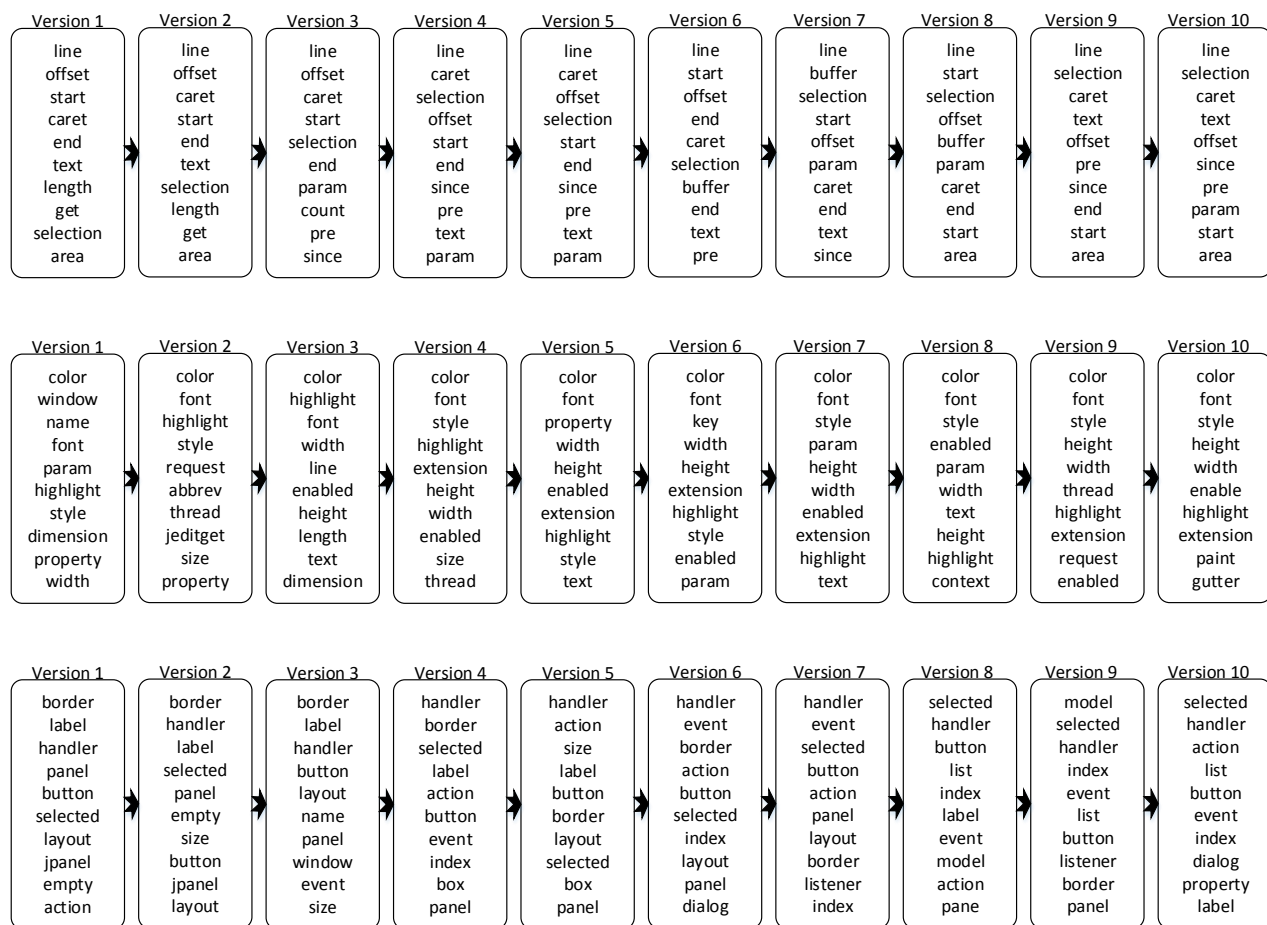 Version 1 Version 2 Version 3 Version 4 Version 5 Version 6 Version 7 Version 8 Version 9 Version 10
line line line line line line line line line line
offset offset offset caret caret start buffer start selection selection
start caret caret selection offset offset selection selection caret caret
caret start start offset selection end start offset text text
end end selection start start caret offset buffer offset offset
text text end end end selection param param pre since
length selection param since since buffer caret caret since pre
get length count pre pre end end end end param
selection get pre text text text text start start start
area area since param param pre since area area area
Version 1 Version 2 Version 3 Version 4 Version 5 Version 6 Version 7 Version 8 Version 9 Version 10
color color color color color color color color color color
window font highlight font font font font font font font
name highlight font style property key style style style style
font style width highlight width width param enabled height height
param request line extension height height height param width width
highlight abbrev enabled height enabled extension width width thread enable
style thread height width extension highlight enabled text highlight highlight
dimension jeditget length enabled highlight style extension height extension extension
property size text size style enabled highlight highlight request paint
width property dimension thread text param text context enabled gutter
Version 1 Version 2 Version 3 Version 4 Version 5 Version 6 Version 7 Version 8 Version 9 Version 10
border border border handler handler handler handler selected model selected
label handler label border action event event handler selected handler
handler label handler selected size border selected button handler action
panel selected button label label action button list index list
button panel layout action button button action index event button
selected empty name button border selected panel label list event
layout size panel event layout index layout event button index
jpanel button window index selected layout border model listener dialog
empty jpanel event box box panel listener action border property
action layout size panel panel dialog index pane panel label